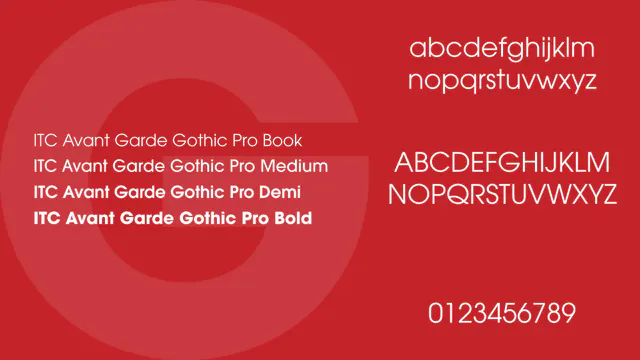 ITC Avant Garde Gothic Pro Book
ITC Avant Garde Gothic Pro Medium
ITC Avant Garde Gothic Pro Demi
ITC Avant Garde Gothic Pro Bold
abcdefghijklm
nopqrstuvwxyz
ABCDEFGHIJKLM
NOPQRSTUVWXYZ
0123456789
G